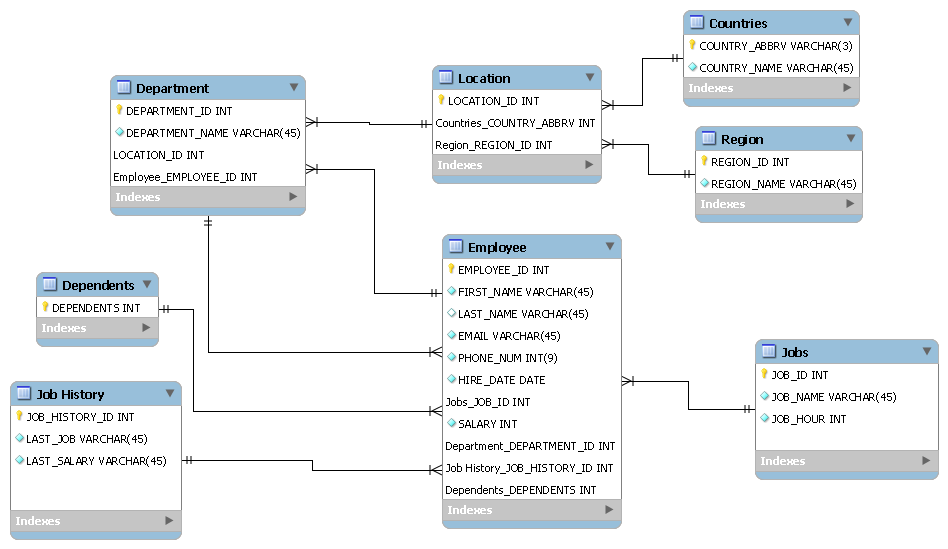 Countries
COUNTRY_ABBRV VARCHAR(3)
COUNTRY_NAME VARCHAR(45)
Indexes
Location
LOCATION_ID INT
Countries_COUNTRY_ABBRV INT
Region_REGION_ID INT
Indexes
Department
DEPARTMENT_ID INT
DEPARTMENT_NAME VARCHAR(45)
LOCATION_ID INT
Employee_EMPLOYEE_ID INT
Indexes
Region
REGION_ID INT
REGION_NAME VARCHAR(45)
Indexes
Employee
EMPLOYEE_ID INT
FIRST_NAME VARCHAR(45)
LAST_NAME VARCHAR(45)
EMAIL VARCHAR(45)
PHONE_NUM INT(9)
HIRE_DATE DATE
Jobs_JOB_ID INT
SALARY INT
Department_DEPARTMENT_ID INT
Job History_JOB_HISTORY_ID INT
Dependents_DEPENDENTS INT
Indexes
Dependents
DEPENDENTS INT
Indexes
Job History
JOB_HISTORY_ID INT
LAST_JOB VARCHAR(45)
LAST_SALARY VARCHAR(45)
Indexes
Jobs
JOB_ID INT
JOB_NAME VARCHAR(45)
JOB_HOUR INT
Indexes